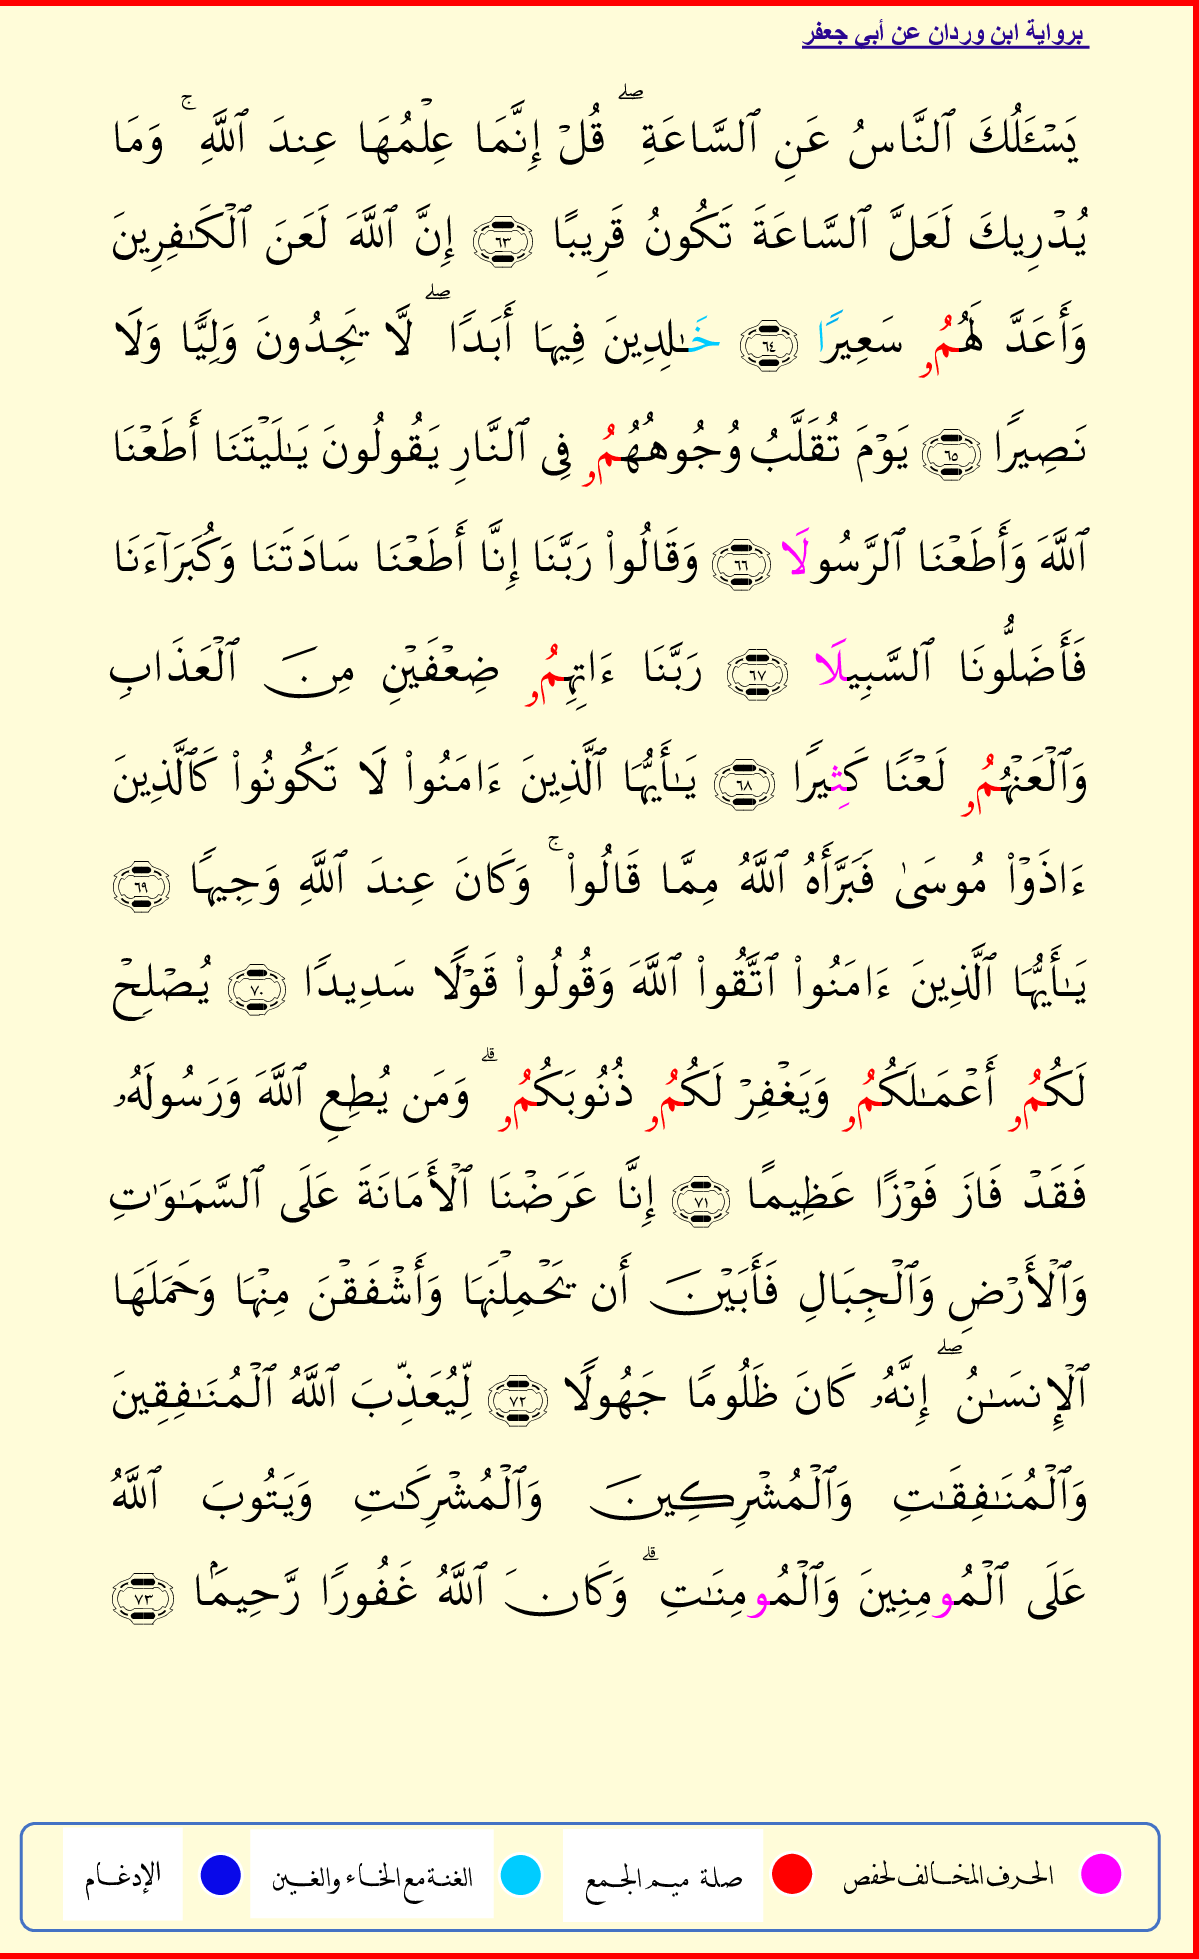 برواية ابن وردان عن أبي جعفر
يَسۡـَٔلُكَ ٱلنَّاسُ عَنِ ٱلسَّاعَةِۖ قُلۡ إِنَّمَا عِلۡمُهَا عِندَ ٱللَّهِۚ وَمَا
يُدۡرِيكَ لَعَلَّ ٱلسَّاعَةَ تَكُونُ قَرِيبًا ٦٣ إِنَّ ٱللَّهَ لَعَنَ ٱلۡكَٰفِرِينَ
وَأَعَدَّ لَهُمُۥ سَعِيرًا ٦٤ خَٰلِدِينَ فِيهَا أَبَدًاۖ لَّا يَجِدُونَ وَلِيًّا وَلَا
نَصِيرًا ٦٥ يَوۡمَ تُقَلَّبُ وُجُوهُهُمُۥ فِي ٱلنَّارِ يَقُولُونَ يَٰلَيۡتَنَا أَطَعۡنَا
ٱللَّهَ وَأَطَعۡنَا ٱلرَّسُولَا ٦٦ وَقَالُواْ رَبَّنَا إِنَّا أَطَعۡنَا سَادَتَنَا وَكُبَرَآءَنَا
فَأَضَلُّونَا ٱلسَّبِيلَا ٦٧ رَبَّنَا ءَاتِهِمُۥ ضِعۡفَيۡنِ مِنَ ٱلۡعَذَابِ
وَٱلۡعَنۡهُمُۥ لَعۡنًا كَثِيرًا ٦٨ يَٰٓأَيُّهَا ٱلَّذِينَ ءَامَنُواْ لَا تَكُونُواْ كَٱلَّذِينَ
ءَاذَوۡاْ مُوسَىٰ فَبَرَّأَهُ ٱللَّهُ مِمَّا قَالُواْۚ وَكَانَ عِندَ ٱللَّهِ وَجِيهًا ٦٩
يَٰٓأَيُّهَا ٱلَّذِينَ ءَامَنُواْ ٱتَّقُواْ ٱللَّهَ وَقُولُواْ قَوۡلًا سَدِيدًا ٧٠ يُصۡلِحۡ
لَكُمُۥ أَعۡمَٰلَكُمُۥ وَيَغۡفِرۡ لَكُمُۥ ذُنُوبَكُمُۥۗ وَمَن يُطِعِ ٱللَّهَ وَرَسُولَهُۥ
فَقَدۡ فَازَ فَوۡزًا عَظِيمًا ٧١ إِنَّا عَرَضۡنَا ٱلۡأَمَانَةَ عَلَى ٱلسَّمَٰوَٰتِ
وَٱلۡأَرۡضِ وَٱلۡجِبَالِ فَأَبَيۡنَ أَن يَحۡمِلۡنَهَا وَأَشۡفَقۡنَ مِنۡهَا وَحَمَلَهَا
ٱلۡإِنسَٰنُۖ إِنَّهُۥ كَانَ ظَلُومًا جَهُولًا ٧٢ لِّيُعَذِّبَ ٱللَّهُ ٱلۡمُنَٰفِقِينَ
وَٱلۡمُنَٰفِقَٰتِ وَٱلۡمُشۡرِكِينَ وَٱلۡمُشۡرِكَٰتِ وَيَتُوبَ ٱللَّهُ
عَلَى ٱلۡمُومِنِينَ وَٱلۡمُومِنَٰتِۗ وَكَانَ ٱللَّهُ غَفُورًا رَّحِيمَۢا ٧٣
الحرف المخالف لحفص صلة ميم الجمع الغنة مع الخاء والغين الإدغام